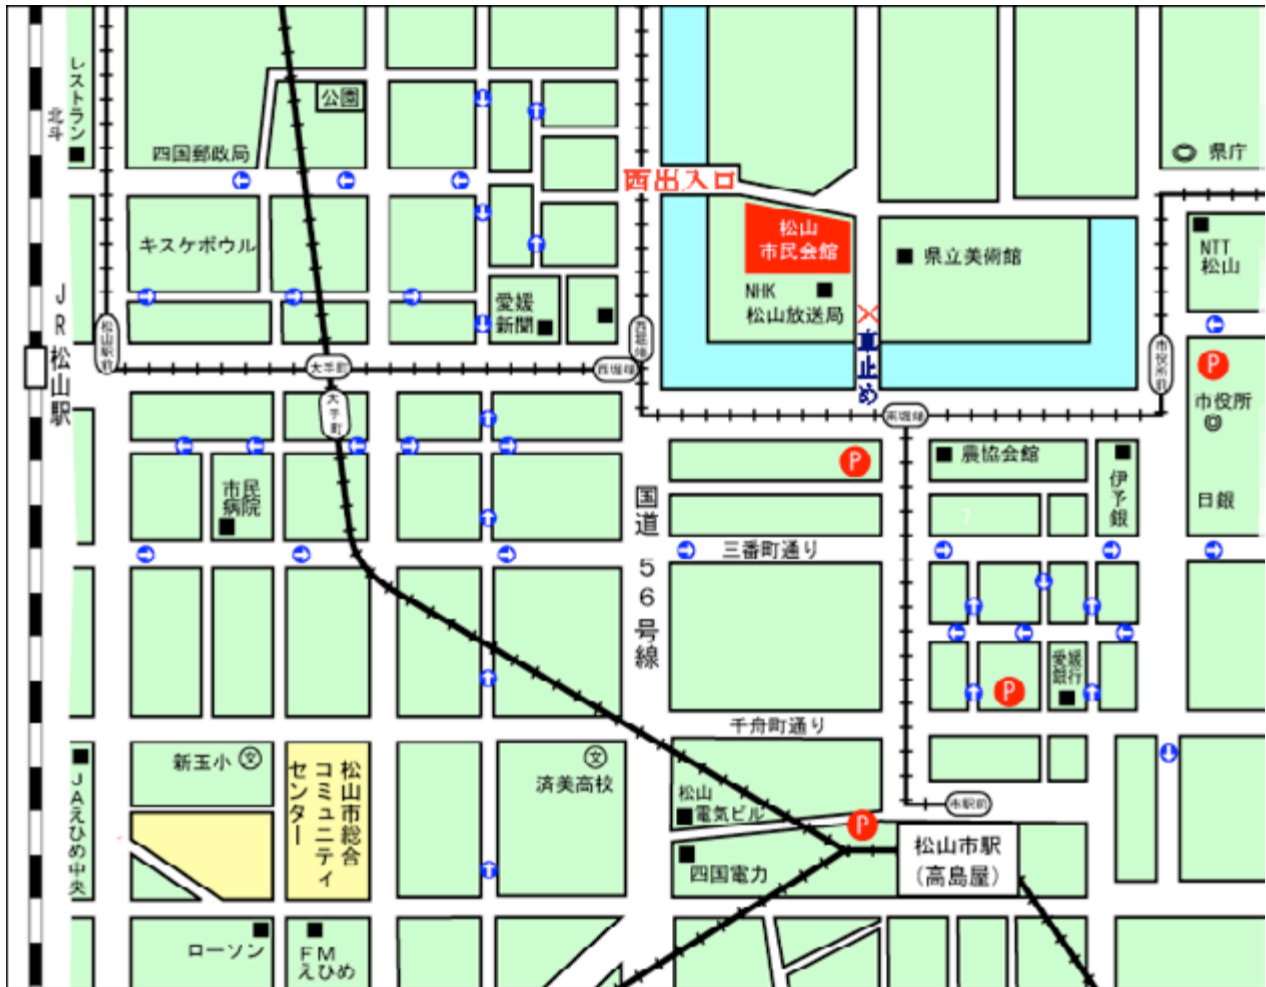 レストラン
北斗
公園
四国郵政局
キスケボウル
愛媛
新聞
西出入口
松山
市民会館
NHK
松山放送局
県立美術館
県庁
NTT
松山
車止め
JR松山駅
松山駅前
大手町
大手町
西堀端
西堀端
南堀端
市役所前
P
市役所
日銀
市民
病院
国道56号線
P
農協会館
伊予銀
7
三番町通り
愛媛
銀行
P
千舟町通り
新玉小
文
松山市総合
コミュニティ
センター
文
済美高校
松山
電気ビル
P
市駅前
松山市駅
(高島屋)
四国電力
JAえひめ中央
ローソン
FM
えひめ